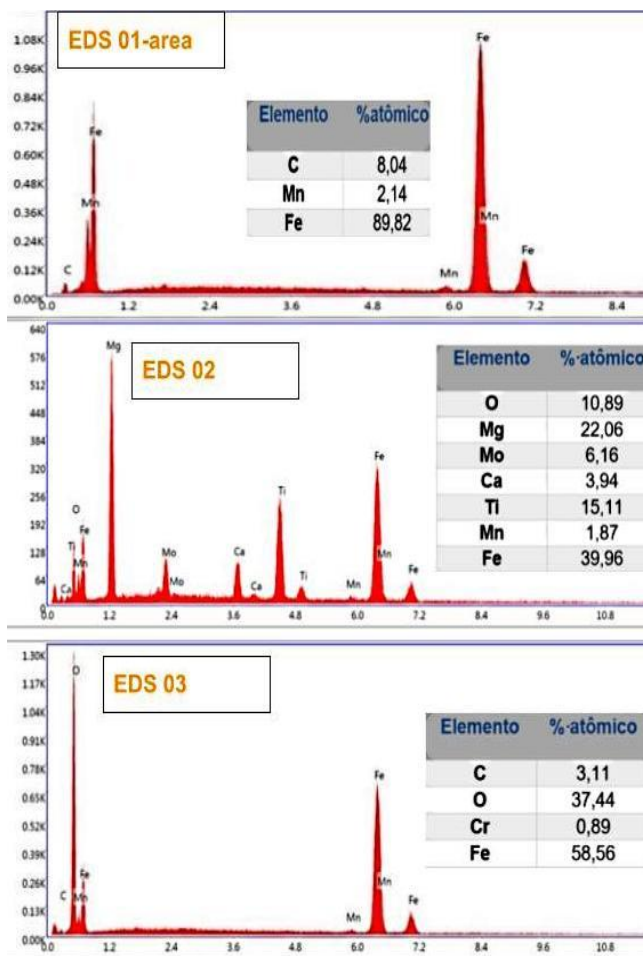 EDS 01-area
1.08K
0.96K
0.84K
0.72K
0.60K
0.48K
0.36K
0.24K
0.12K
0.00K
Fe
Mn
C
Fe
Mn
Mn
Fe
0.0 1.2 2.4 3.6 4.8 6.0 7.2 8.4
Elemento %atômico
C 8,04
Mn 2,14
Fe 89,82
EDS 02
640
576
512
448
384
320
256
192
128
64
0
Mg
O
Fe
Ti
Mn
Ca
Mo
Mo
Ca
Ca
Ti
Ti
Fe
Mn
Mn
Fe
0.0 1.2 2.4 3.6 4.8 6.0 7.2 8.4 9.6 10.8
Elemento %·atômico
O 10,89
Mg 22,06
Mo 6,16
Ca 3,94
Ti 15,11
Mn 1,87
Fe 39,96
EDS 03
1.30K
1.17K
1.04K
0.91K
0.78K
0.65K
0.52K
0.39K
0.26K
0.13K
0.00K
O
Fe
C
Mn
Fe
Mn
Mn
Fe
0.0 1.2 2.4 3.6 4.8 6.0 7.2 8.4 9.6 10.8
Elemento %·atômico
C 3,11
O 37,44
Cr 0,89
Fe 58,56